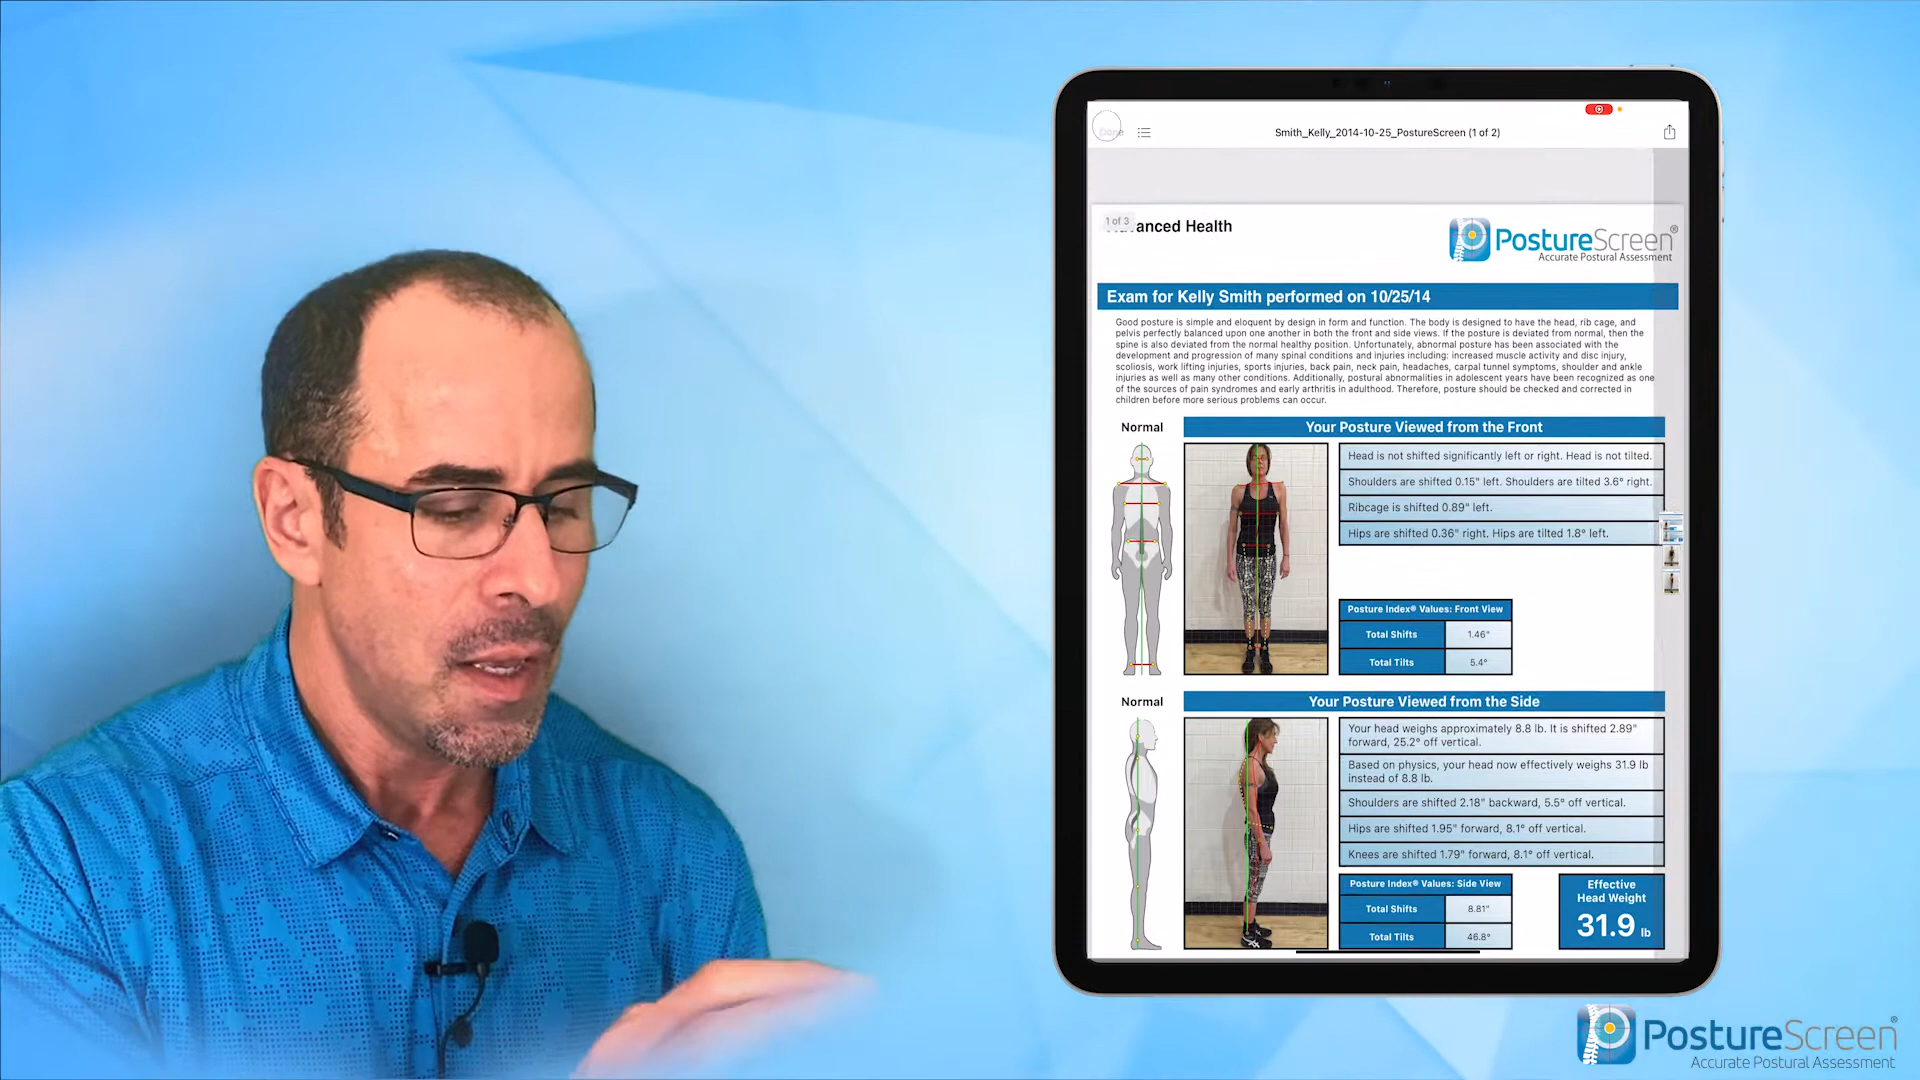 Done
Smith_Kelly_2014-10-25_PostureScreen (1 of 2)
1 of 3
anced Health
PostureScreen®
Accurate Postural Assessment
Exam for Kelly Smith performed on 10/25/14
Good posture is simple and eloquent by design in form and function. The body is designed to have the head, rib cage, and
pelvis perfectly balanced upon one another in both the front and side views. If the posture is deviated from normal, then the
spine is also deviated from the normal healthy position. Unfortunately, abnormal posture has been associated with the
development and progression of many spinal conditions and injuries including: increased muscle activity and disc injury,
scoliosis, work lifting injuries, sports injuries, back pain, neck pain, headaches, carpal tunnel symptoms, shoulder and ankle
injuries as well as many other conditions. Additionally, postural abnormalities in adolescent years have been recognized as one
of the sources of pain syndromes and early arthritis in adulthood. Therefore, posture should be checked and corrected in
children before more serious problems can occur.
Normal
Your Posture Viewed from the Front
Head is not shifted significantly left or right. Head is not tilted.
Shoulders are shifted 0.15" left. Shoulders are tilted 3.6° right.
Ribcage is shifted 0.89" left.
Hips are shifted 0.36" right. Hips are tilted 1.8° left.
Posture Index® Values: Front View
Total Shifts 1.46"
Total Tilts 5.4°
Normal
Your Posture Viewed from the Side
Your head weighs approximately 8.8 lb. It is shifted 2.89"
forward, 25.2° off vertical.
Based on physics, your head now effectively weighs 31.9 lb
instead of 8.8 lb.
Shoulders are shifted 2.18" backward, 5.5° off vertical.
Hips are shifted 1.95" forward, 8.1° off vertical.
Knees are shifted 1.79" forward, 8.1° off vertical.
Posture Index® Values: Side View
Total Shifts 8.81"
Total Tilts 46.8°
Effective
Head Weight
31.9 lb
PostureScreen®
Accurate Postural Assessment